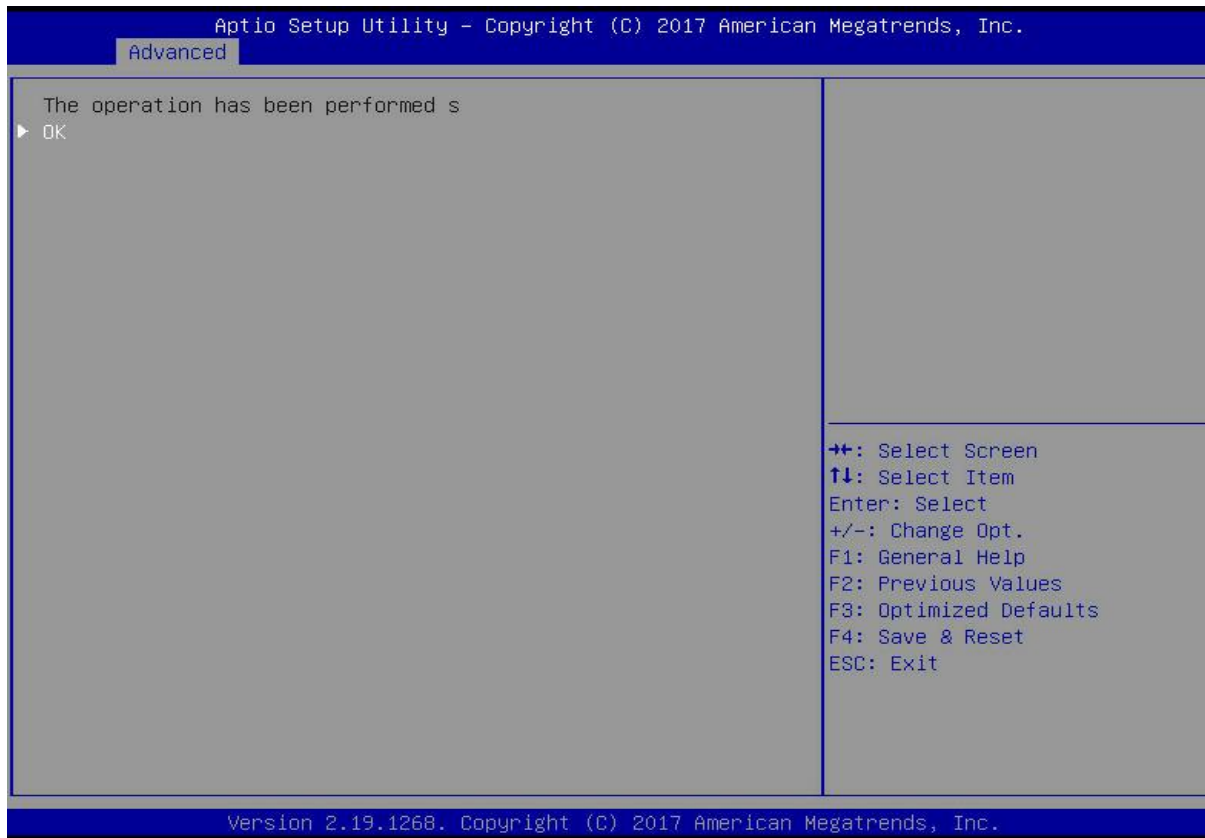 Aptio Setup Utility – Copyright (C) 2017 American Megatrends, Inc.
Advanced
The operation has been performed s
OK
→←: Select Screen
↑↓: Select Item
Enter: Select
+/-: Change Opt.
F1: General Help
F2: Previous Values
F3: Optimized Defaults
F4: Save & Reset
ESC: Exit
Version 2.19.1268. Copyright (C) 2017 American Megatrends, Inc.